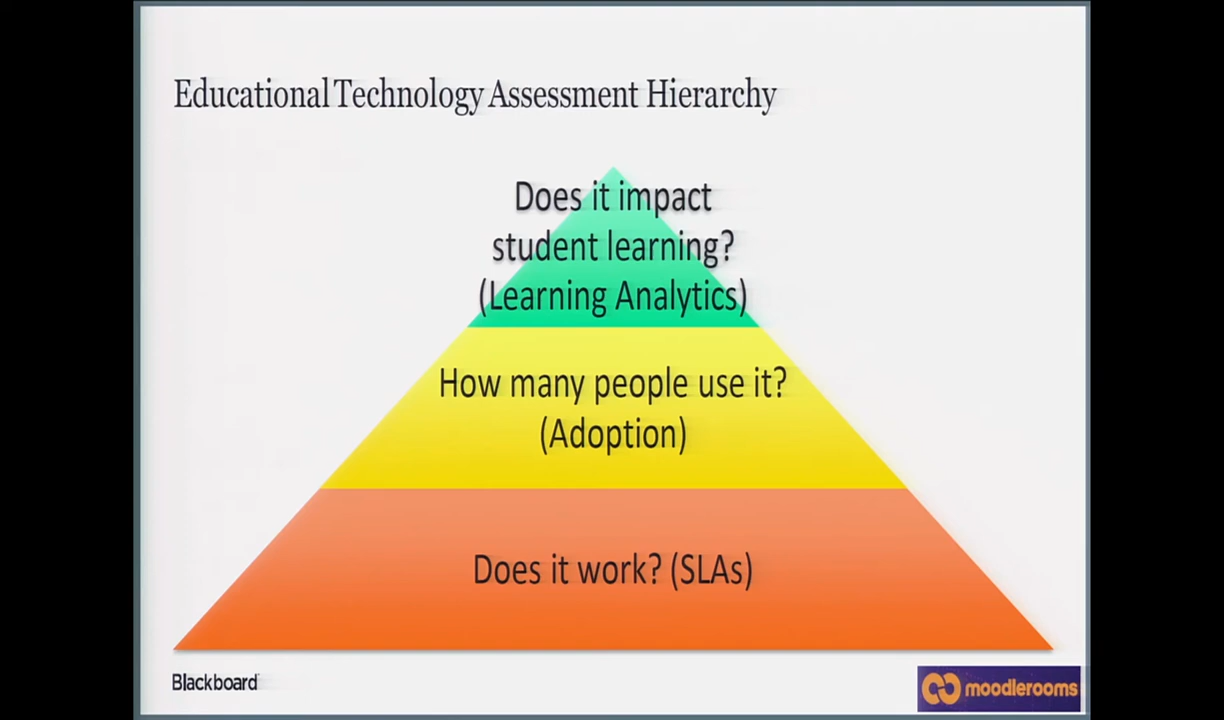 Educational Technology Assessment Hierarchy
Does it impact
student learning?
(Learning Analytics)
How many people use it?
(Adoption)
Does it work? (SLAs)
Blackboard
moodlerooms